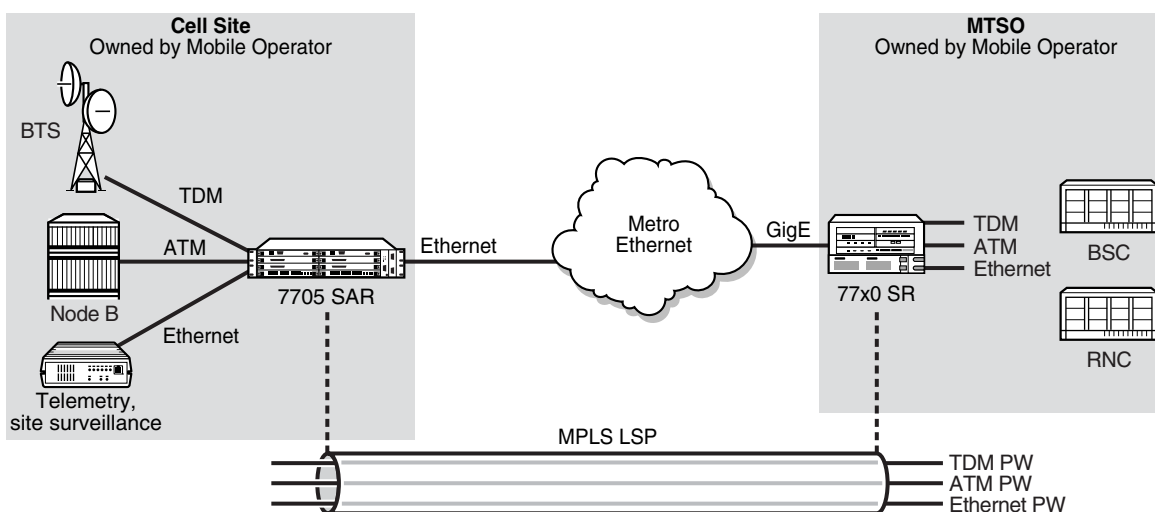 Cell Site
Owned by Mobile Operator
MTSO
Owned by Mobile Operator
BTS
TDM
Node B
ATM
Ethernet
Telemetry,
site surveillance
7705 SAR
Ethernet
Metro
Ethernet
GigE
77x0 SR
TDM
ATM
Ethernet
BSC
RNC
MPLS LSP
TDM PW
ATM PW
Ethernet PW